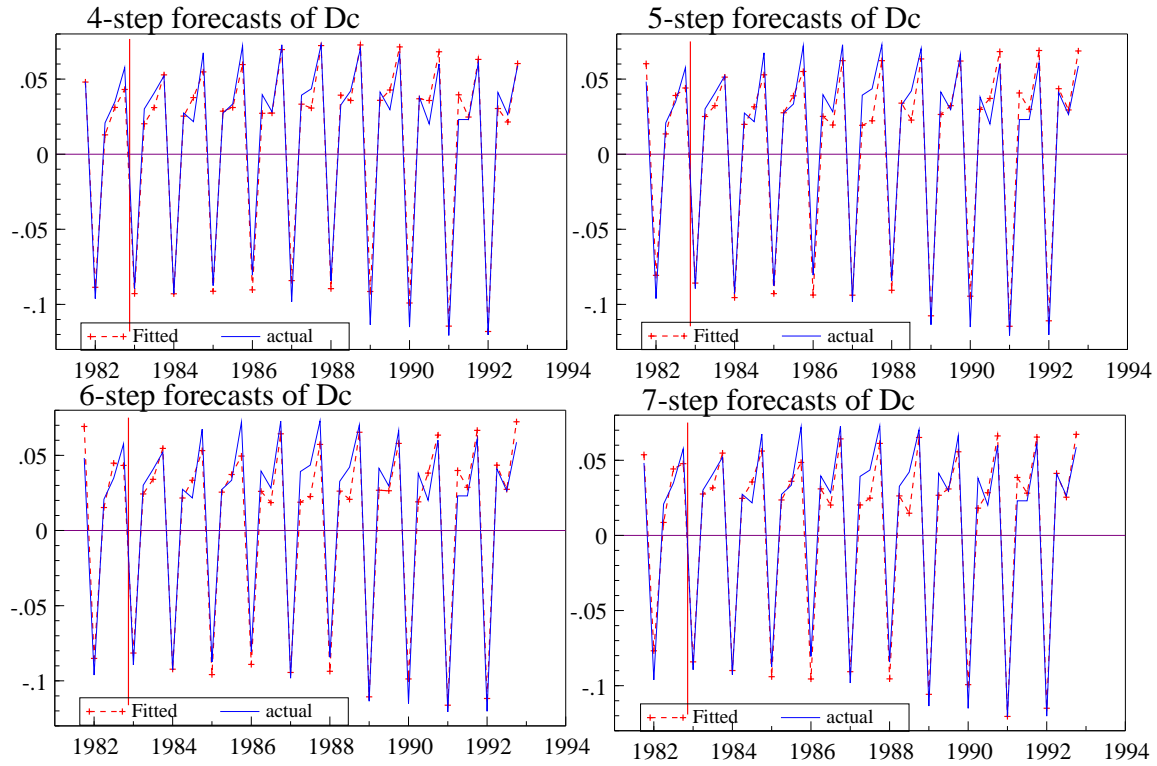 4-step forecasts of Dc
.05
0
-.05
-.1
Fitted actual
1982 1984 1986 1988 1990 1992 1994
5-step forecasts of Dc
.05
0
-.05
-.1
Fitted actual
1982 1984 1986 1988 1990 1992 1994
6-step forecasts of Dc
.05
0
-.05
-.1
Fitted actual
1982 1984 1986 1988 1990 1992 1994
7-step forecasts of Dc
.05
0
-.05
-.1
Fitted actual
1982 1984 1986 1988 1990 1992 1994